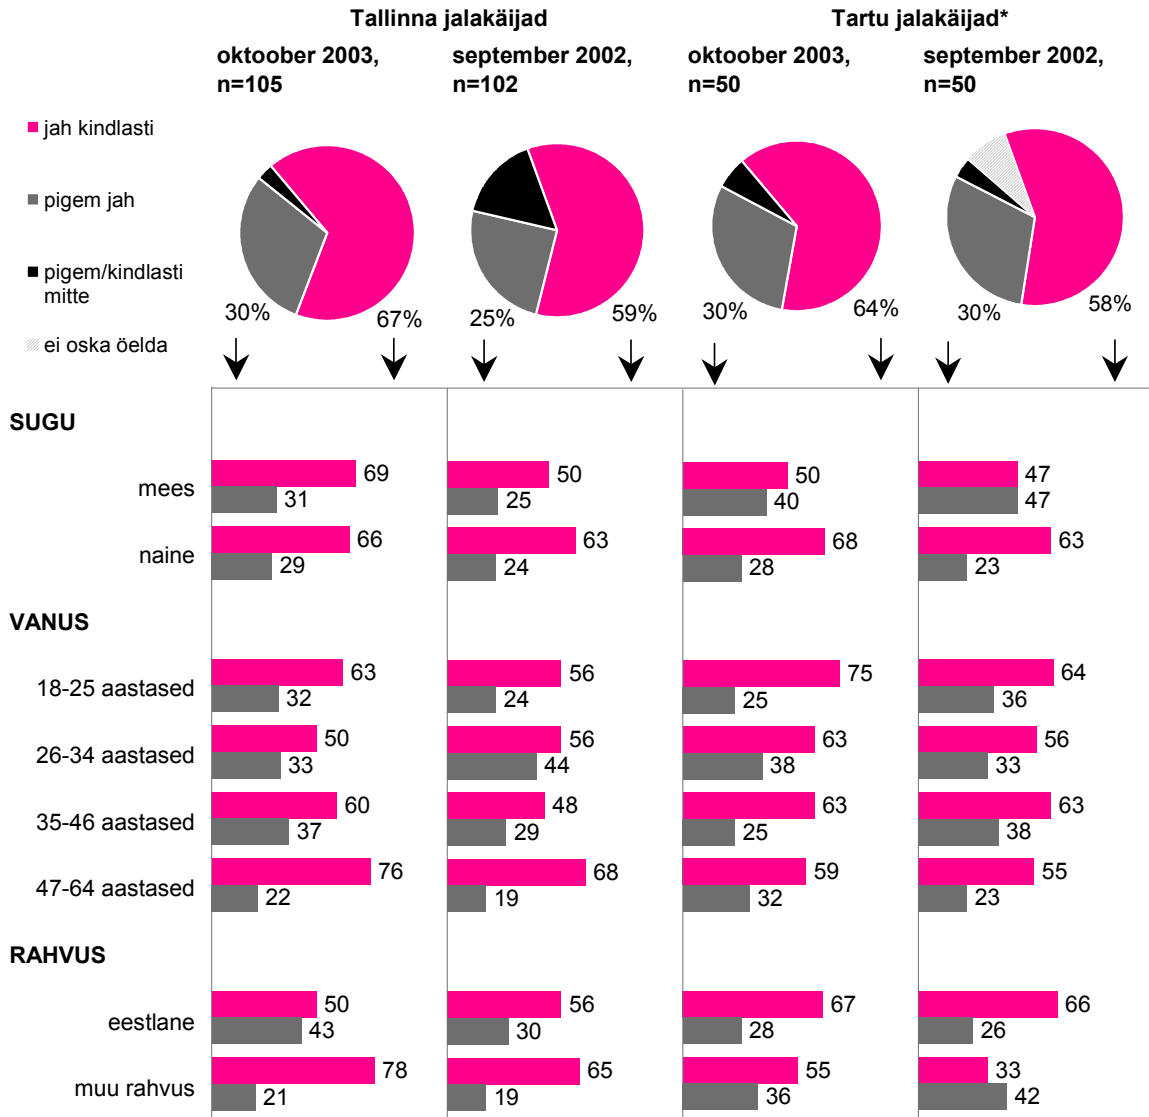 Tallinna jalakäijad
Tartu jalakäijad*
oktoober 2003,
n=105
september 2002,
n=102
oktoober 2003,
n=50
september 2002,
n=50
jah kindlasti
pigem jah
pigem/kindlasti
mitte
ei oska öelda
30% 67%
25% 59%
30% 64%
30% 58%
SUGU
mees
69 50 50 47
31 25 40 47
naine
66 63 68 63
29 24 28 23
VANUS
18-25 aastased
63 56 75 64
32 24 25 36
26-34 aastased
50 56 63 56
33 44 38 33
35-46 aastased
60 48 63 63
37 29 25 38
47-64 aastased
76 68 59 55
22 19 32 23
RAHVUS
eestlane
50 56 67 66
43 30 28 26
muu rahvus
78 65 55 33
21 19 36 42